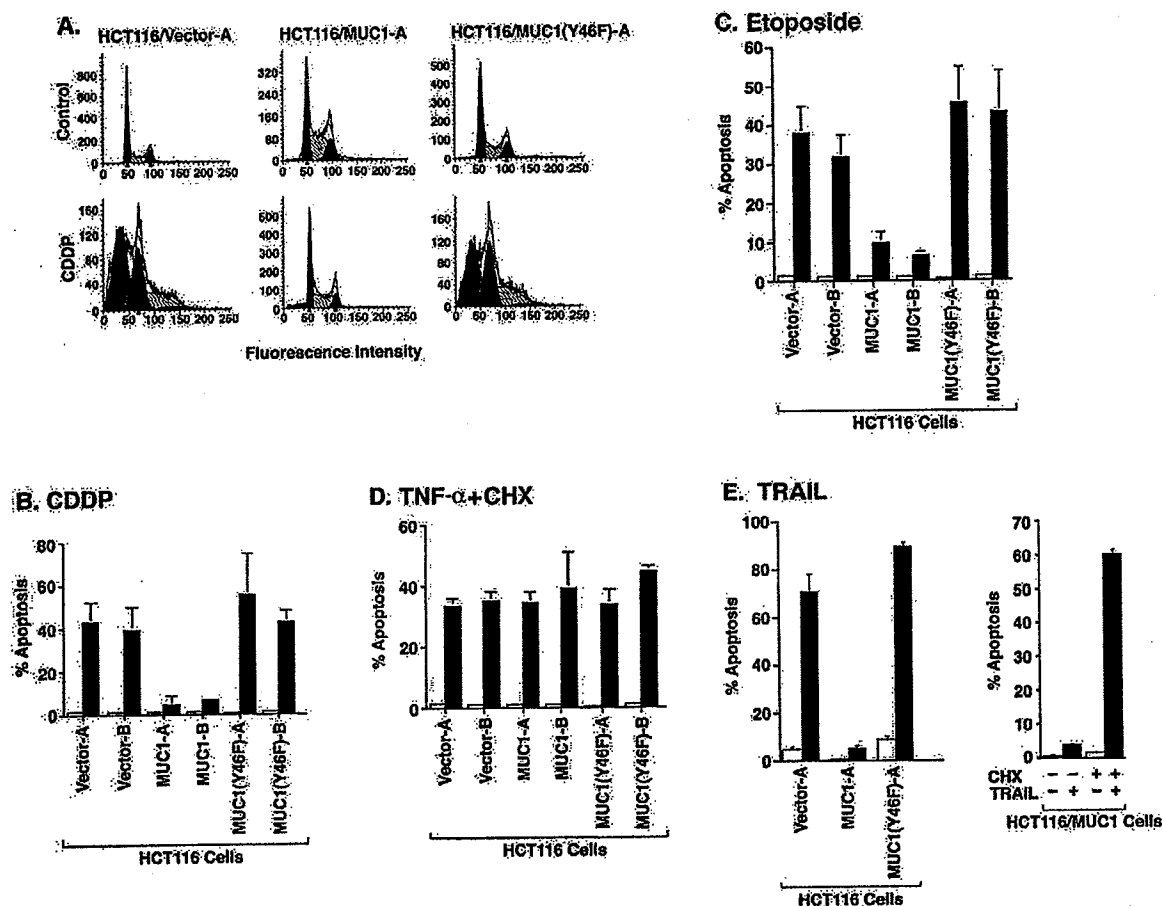 A.
HCT116/Vector-A
HCT116/MUC1-A
HCT116/MUC1(Y46F)-A
Control
800
600
400
200
0
0 50 100 150 200 250
320
240
160
80
0
0 50 100 150 200 250
500
400
300
200
100
0
0 50 100 150 200 250
CDDP
160
120
80
40
0
0 50 100 150 200 250
600
500
400
300
200
100
0
0 50 100 150 200 250
160
120
80
40
0
0 50 100 150 200 250
Fluorescence Intensity
C. Etoposide
% Apoptosis
60
50
40
30
20
10
0
Vector-A
Vector-B
MUC1-A
MUC1-B
MUC1(Y46F)-A
MUC1(Y46F)-B
HCT116 Cells
B. CDDP
% Apoptosis
80
60
40
20
0
Vector-A
Vector-B
MUC1-A
MUC1-B
MUC1(Y46F)-A
MUC1(Y46F)-B
HCT116 Cells
D. TNF-α+CHX
% Apoptosis
60
40
20
0
Vector-A
Vector-B
MUC1-A
MUC1-B
MUC1(Y46F)-A
MUC1(Y46F)-B
HCT116 Cells
E. TRAIL
% Apoptosis
100
80
60
40
20
0
Vector-A
MUC1-A
MUC1(Y46F)-A
HCT116 Cells
% Apoptosis
70
60
50
40
30
20
10
0
CHX – – + +
TRAIL – + – +
HCT116/MUC1 Cells